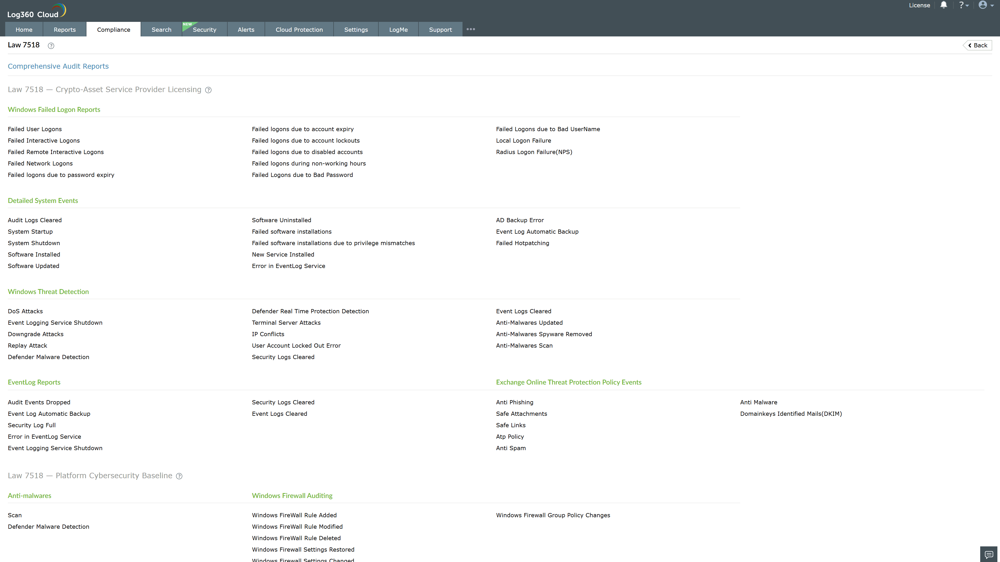 Log360 Cloud
License
?
Home
Reports
Compliance
Search
NEW
Security
Alerts
Cloud Protection
Settings
LogMe
Support
•••
Law 7518 ?
Back
Comprehensive Audit Reports
Law 7518 — Crypto-Asset Service Provider Licensing ?
Windows Failed Logon Reports
Failed User Logons
Failed Interactive Logons
Failed Remote Interactive Logons
Failed Network Logons
Failed logons due to password expiry
Failed logons due to account expiry
Failed logons due to account lockouts
Failed logons due to disabled accounts
Failed logons during non-working hours
Failed Logons due to Bad Password
Failed Logons due to Bad UserName
Local Logon Failure
Radius Logon Failure(NPS)
Detailed System Events
Audit Logs Cleared
System Startup
System Shutdown
Software Installed
Software Updated
Software Uninstalled
Failed software installations
Failed software installations due to privilege mismatches
New Service Installed
Error in EventLog Service
AD Backup Error
Event Log Automatic Backup
Failed Hotpatching
Windows Threat Detection
DoS Attacks
Event Logging Service Shutdown
Downgrade Attacks
Replay Attack
Defender Malware Detection
Defender Real Time Protection Detection
Terminal Server Attacks
IP Conflicts
User Account Locked Out Error
Security Logs Cleared
Event Logs Cleared
Anti-Malwares Updated
Anti-Malwares Spyware Removed
Anti-Malwares Scan
EventLog Reports
Audit Events Dropped
Event Log Automatic Backup
Security Log Full
Error in EventLog Service
Event Logging Service Shutdown
Security Logs Cleared
Event Logs Cleared
Exchange Online Threat Protection Policy Events
Anti Phishing
Safe Attachments
Safe Links
Atp Policy
Anti Spam
Anti Malware
Domainkeys Identified Mails(DKIM)
Law 7518 — Platform Cybersecurity Baseline ?
Anti-malwares
Scan
Defender Malware Detection
Windows Firewall Auditing
Windows FireWall Rule Added
Windows FireWall Rule Modified
Windows FireWall Rule Deleted
Windows Firewall Settings Restored
Windows Firewall Settings Changed
Windows Firewall Group Policy Changes